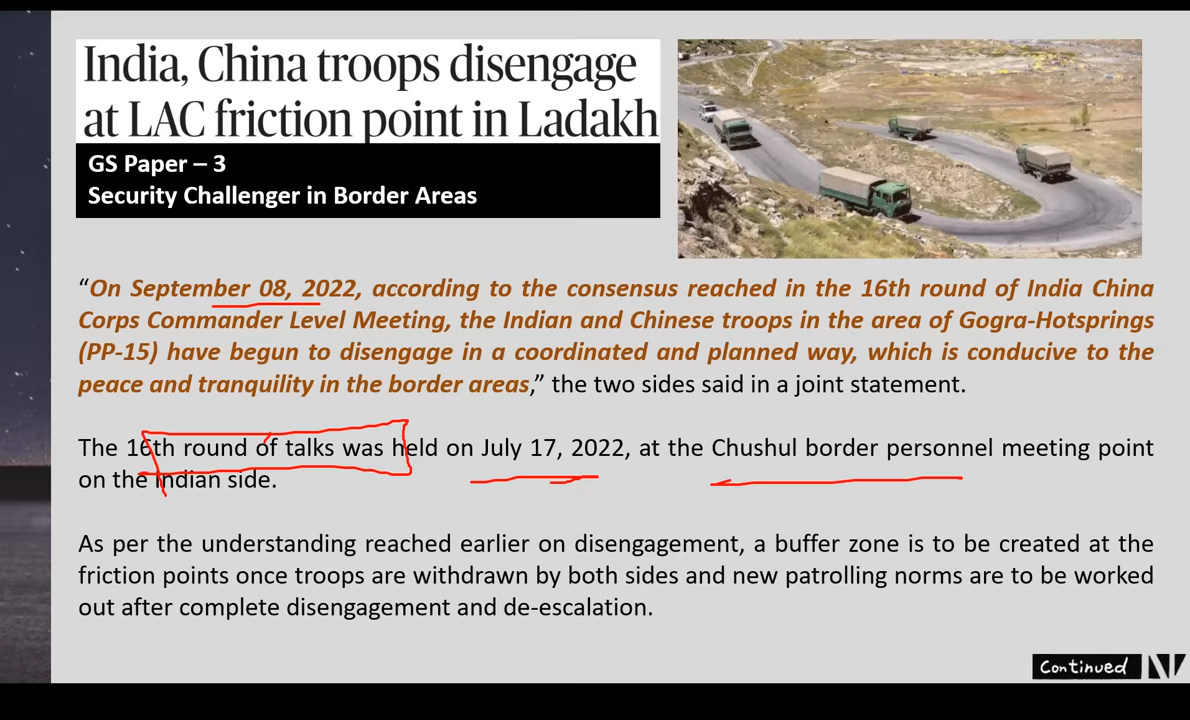 India, China troops disengage
at LAC friction point in Ladakh
GS Paper – 3
Security Challenger in Border Areas
“On September 08, 2022, according to the consensus reached in the 16th round of India China
Corps Commander Level Meeting, the Indian and Chinese troops in the area of Gogra-Hotsprings
(PP-15) have begun to disengage in a coordinated and planned way, which is conducive to the
peace and tranquility in the border areas,” the two sides said in a joint statement.
The 16th round of talks was held on July 17, 2022, at the Chushul border personnel meeting point
on the Indian side.
As per the understanding reached earlier on disengagement, a buffer zone is to be created at the
friction points once troops are withdrawn by both sides and new patrolling norms are to be worked
out after complete disengagement and de-escalation.
Continued